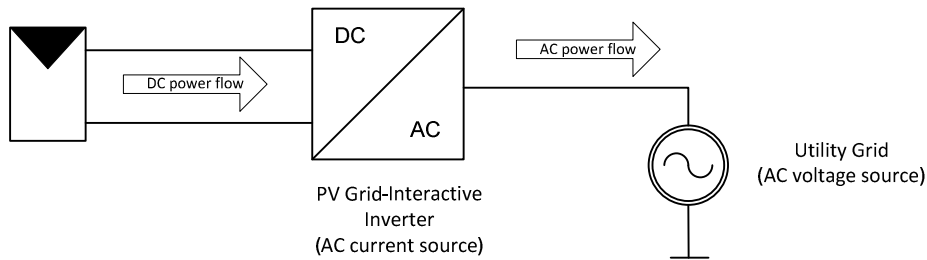 DC
AC power flow
DC power flow
AC
PV Grid-Interactive
Inverter
(AC current source)
Utility Grid
(AC voltage source)